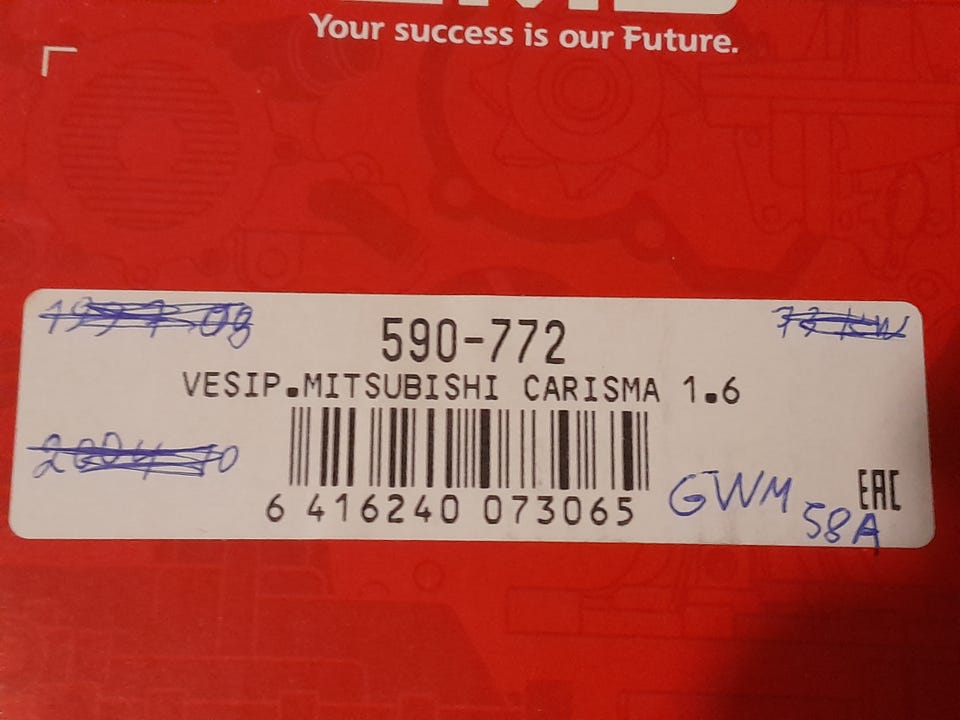 Your success is our Future.
590-772
VESIP.MITSUBISHI CARISMA 1.6
6 416240 073065
GWM
58A
EAC